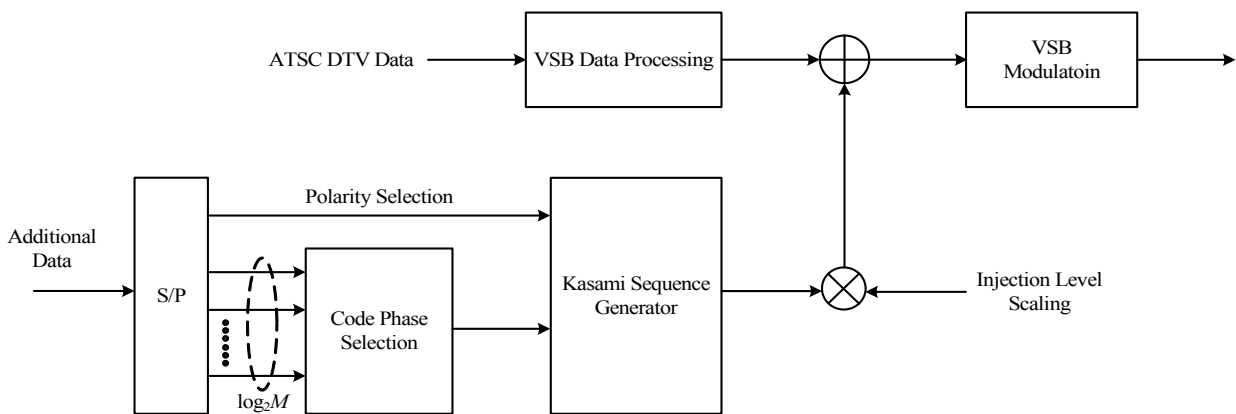 ATSC DTV Data
VSB Data Processing
VSB
Modulatoin
Polarity Selection
Additional
Data
S/P
Code Phase
Selection
log₂M
Kasami Sequence
Generator
Injection Level
Scaling